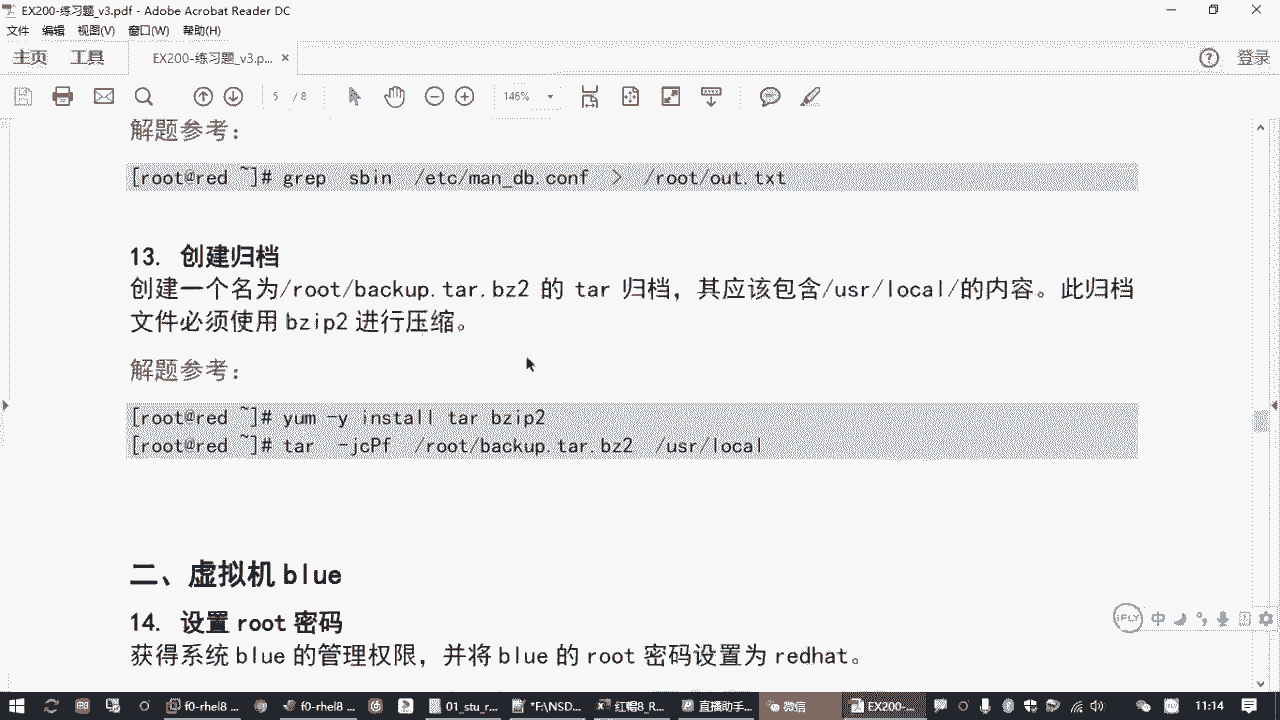 EX200-练习题_v3.pdf - Adobe Acrobat Reader DC
文件 编辑 视图(V) 窗口(W) 帮助(H)
主页 工具 EX200-练习题_v3.p... × ? 登录
5 / 8 146%
解题参考：
[root@red ~]# grep sbin /etc/man_db.conf > /root/out.txt
13. 创建归档
创建一个名为/root/backup.tar.bz2 的 tar 归档，其应该包含/usr/local/的内容。此归档
文件必须使用 bzip2 进行压缩。
解题参考：
[root@red ~]# yum -y install tar bzip2
[root@red ~]# tar -jcPf /root/backup.tar.bz2 /usr/local
二、虚拟机 blue
14. 设置 root 密码
获得系统 blue 的管理权限，并将 blue 的 root 密码设置为 redhat。
iFLY 中
f0-rhel8 ... f0-rhel8 ... 01_stu_r... *F:\NSD... 红帽8_R... 直播助手... 微信 EX200-... 11:14